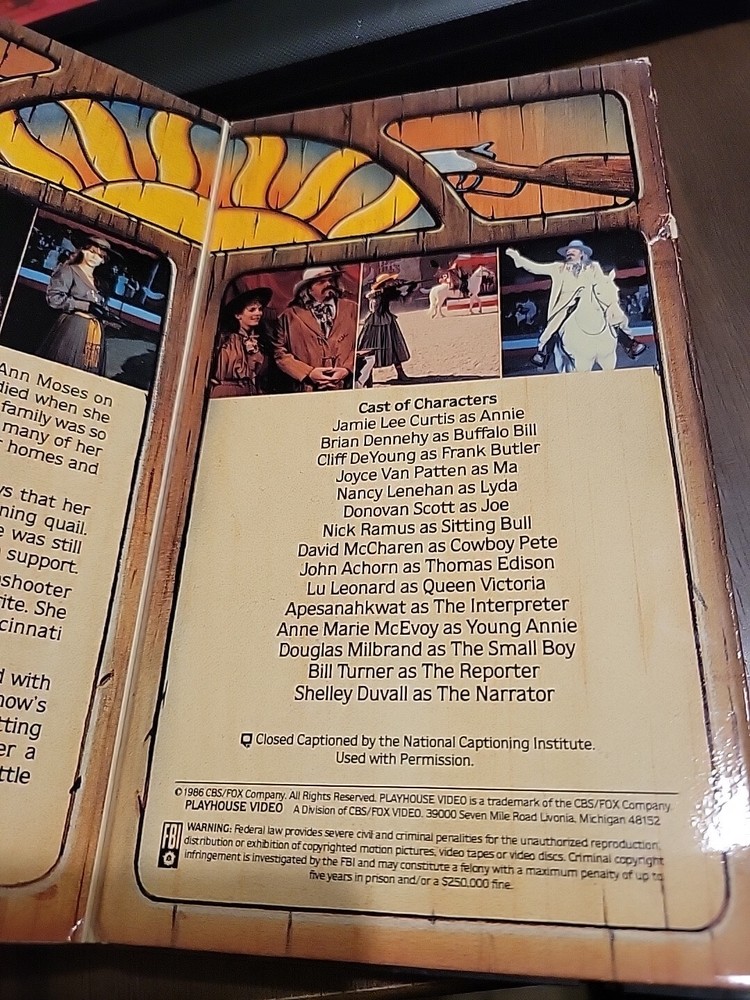 Ann Moses on
died when she
family was so
many of her
homes and
that her
ning quail.
was still
support.
shooter
She
cinnati
with
how's
tting
er a
ttle
Cast of Characters
Jamie Lee Curtis as Annie
Brian Dennehy as Buffalo Bill
Cliff DeYoung as Frank Butler
Joyce Van Patten as Ma
Nancy Lenehan as Lyda
Donovan Scott as Joe
Nick Ramus as Sitting Bull
David McCharen as Cowboy Pete
John Achorn as Thomas Edison
Lu Leonard as Queen Victoria
Apesanahkwat as The Interpreter
Anne Marie McEvoy as Young Annie
Douglas Milbrand as The Small Boy
Bill Turner as The Reporter
Shelley Duvall as The Narrator
Closed Captioned by the National Captioning Institute.
Used with Permission.
©1986 CBS/FOX Company. All Rights Reserved. PLAYHOUSE VIDEO is a trademark of the CBS/FOX Company
PLAYHOUSE VIDEO A Division of CBS/FOX VIDEO. 39000 Seven Mile Road Livonia, Michigan 48152
FBI WARNING: Federal law provides severe civil and criminal penalties for the unauthorized reproduction,
distribution or exhibition of copyrighted motion pictures, video tapes or video discs. Criminal copyright
infringement is investigated by the FBI and may constitute a felony with a maximum penalty of up to
five years in prison and/or a $250,000 fine.